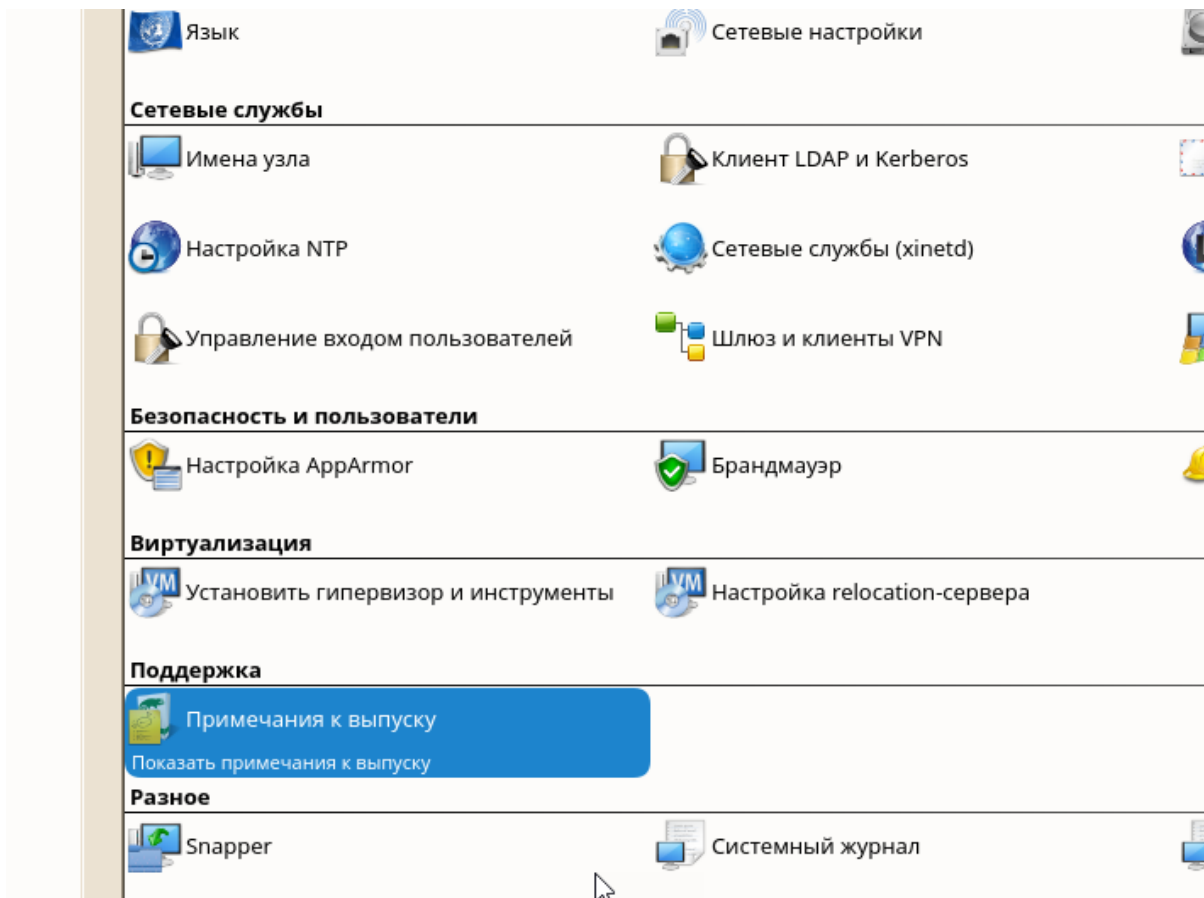 Язык
Сетевые настройки
Сетевые службы
Имена узла
Клиент LDAP и Kerberos
Настройка NTP
Сетевые службы (xinetd)
Управление входом пользователей
Шлюз и клиенты VPN
Безопасность и пользователи
Настройка AppArmor
Брандмауэр
Виртуализация
VM
Установить гипервизор и инструменты
VM
Настройка relocation-сервера
Поддержка
Примечания к выпуску
Показать примечания к выпуску
Разное
Snapper
Системный журнал